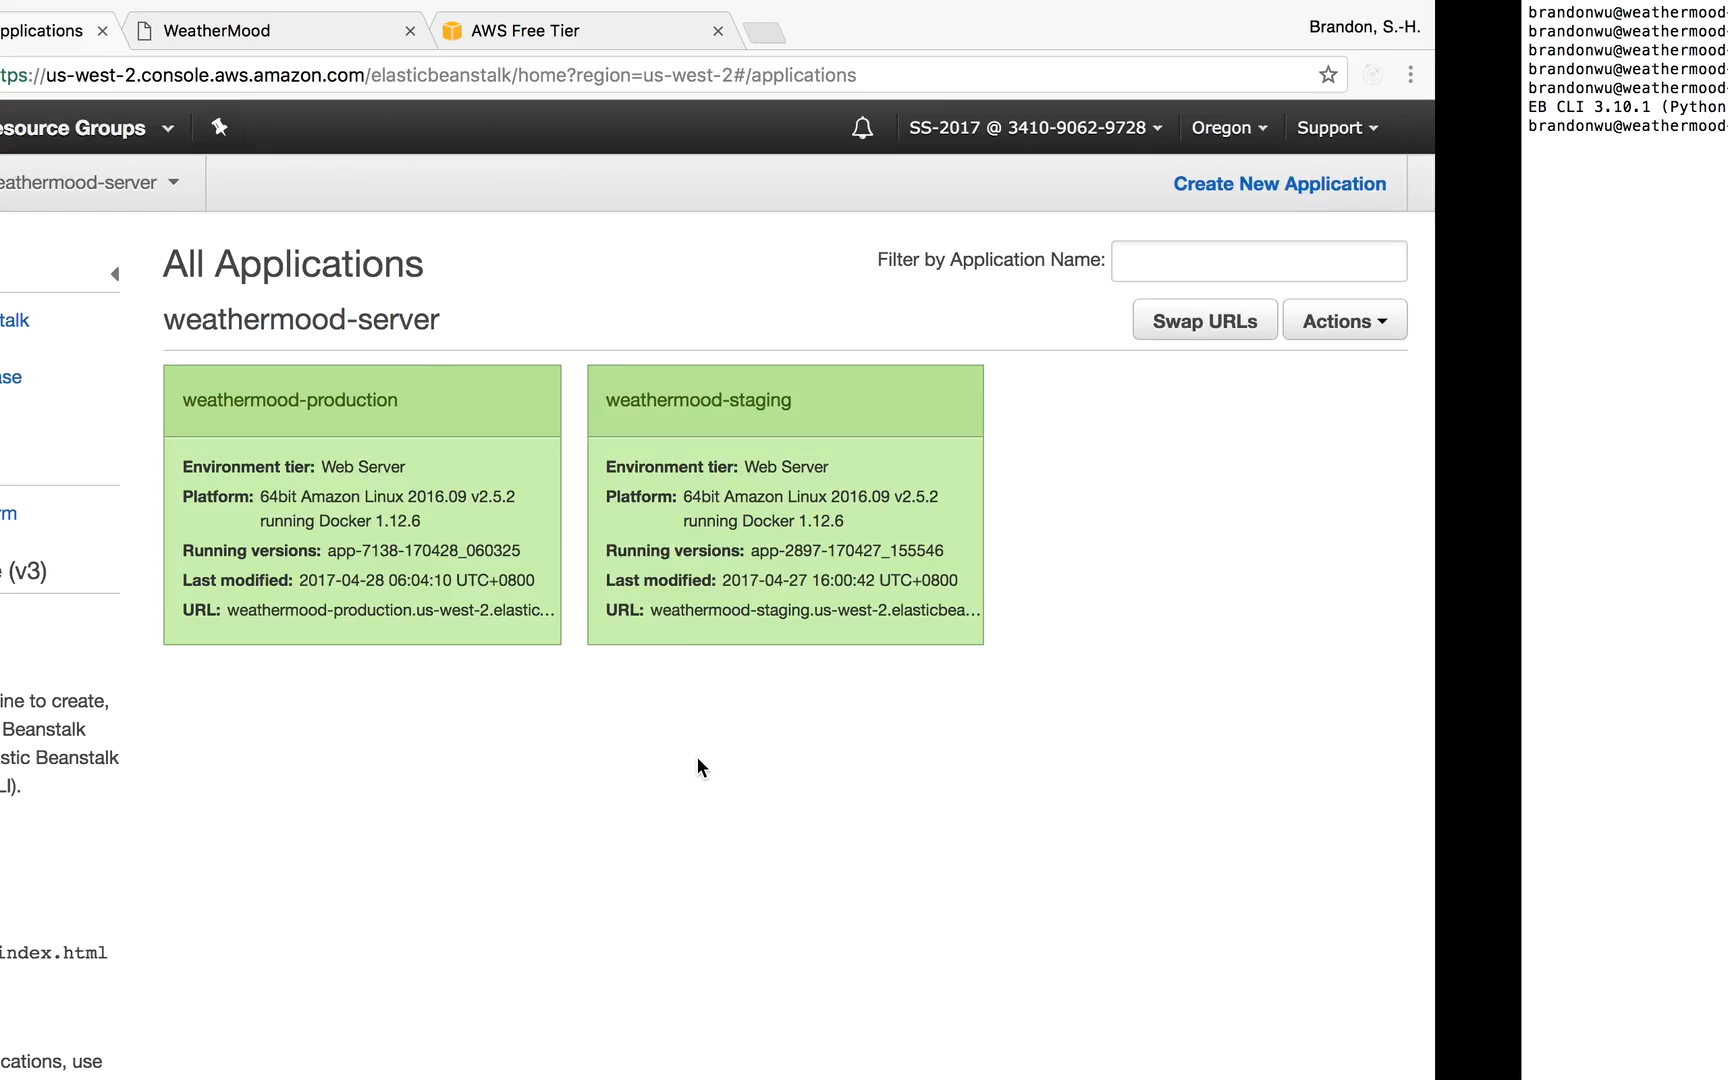 pplications
WeatherMood
AWS Free Tier
Brandon, S.-H.
tps://us-west-2.console.aws.amazon.com/elasticbeanstalk/home?region=us-west-2#/applications
esource Groups
SS-2017 @ 3410-9062-9728
Oregon
Support
eathermood-server
Create New Application
All Applications
Filter by Application Name:
weathermood-server
Swap URLs
Actions
talk
ase
rm
e (v3)
ine to create,
Beanstalk
stic Beanstalk
LI).
index.html
cations, use
weathermood-production
Environment tier: Web Server
Platform: 64bit Amazon Linux 2016.09 v2.5.2
running Docker 1.12.6
Running versions: app-7138-170428_060325
Last modified: 2017-04-28 06:04:10 UTC+0800
URL: weathermood-production.us-west-2.elastic...
weathermood-staging
Environment tier: Web Server
Platform: 64bit Amazon Linux 2016.09 v2.5.2
running Docker 1.12.6
Running versions: app-2897-170427_155546
Last modified: 2017-04-27 16:00:42 UTC+0800
URL: weathermood-staging.us-west-2.elasticbea...
brandonwu@weathermood-
brandonwu@weathermood-
brandonwu@weathermood-
brandonwu@weathermood-
brandonwu@weathermood-
EB CLI 3.10.1 (Python
brandonwu@weathermood-